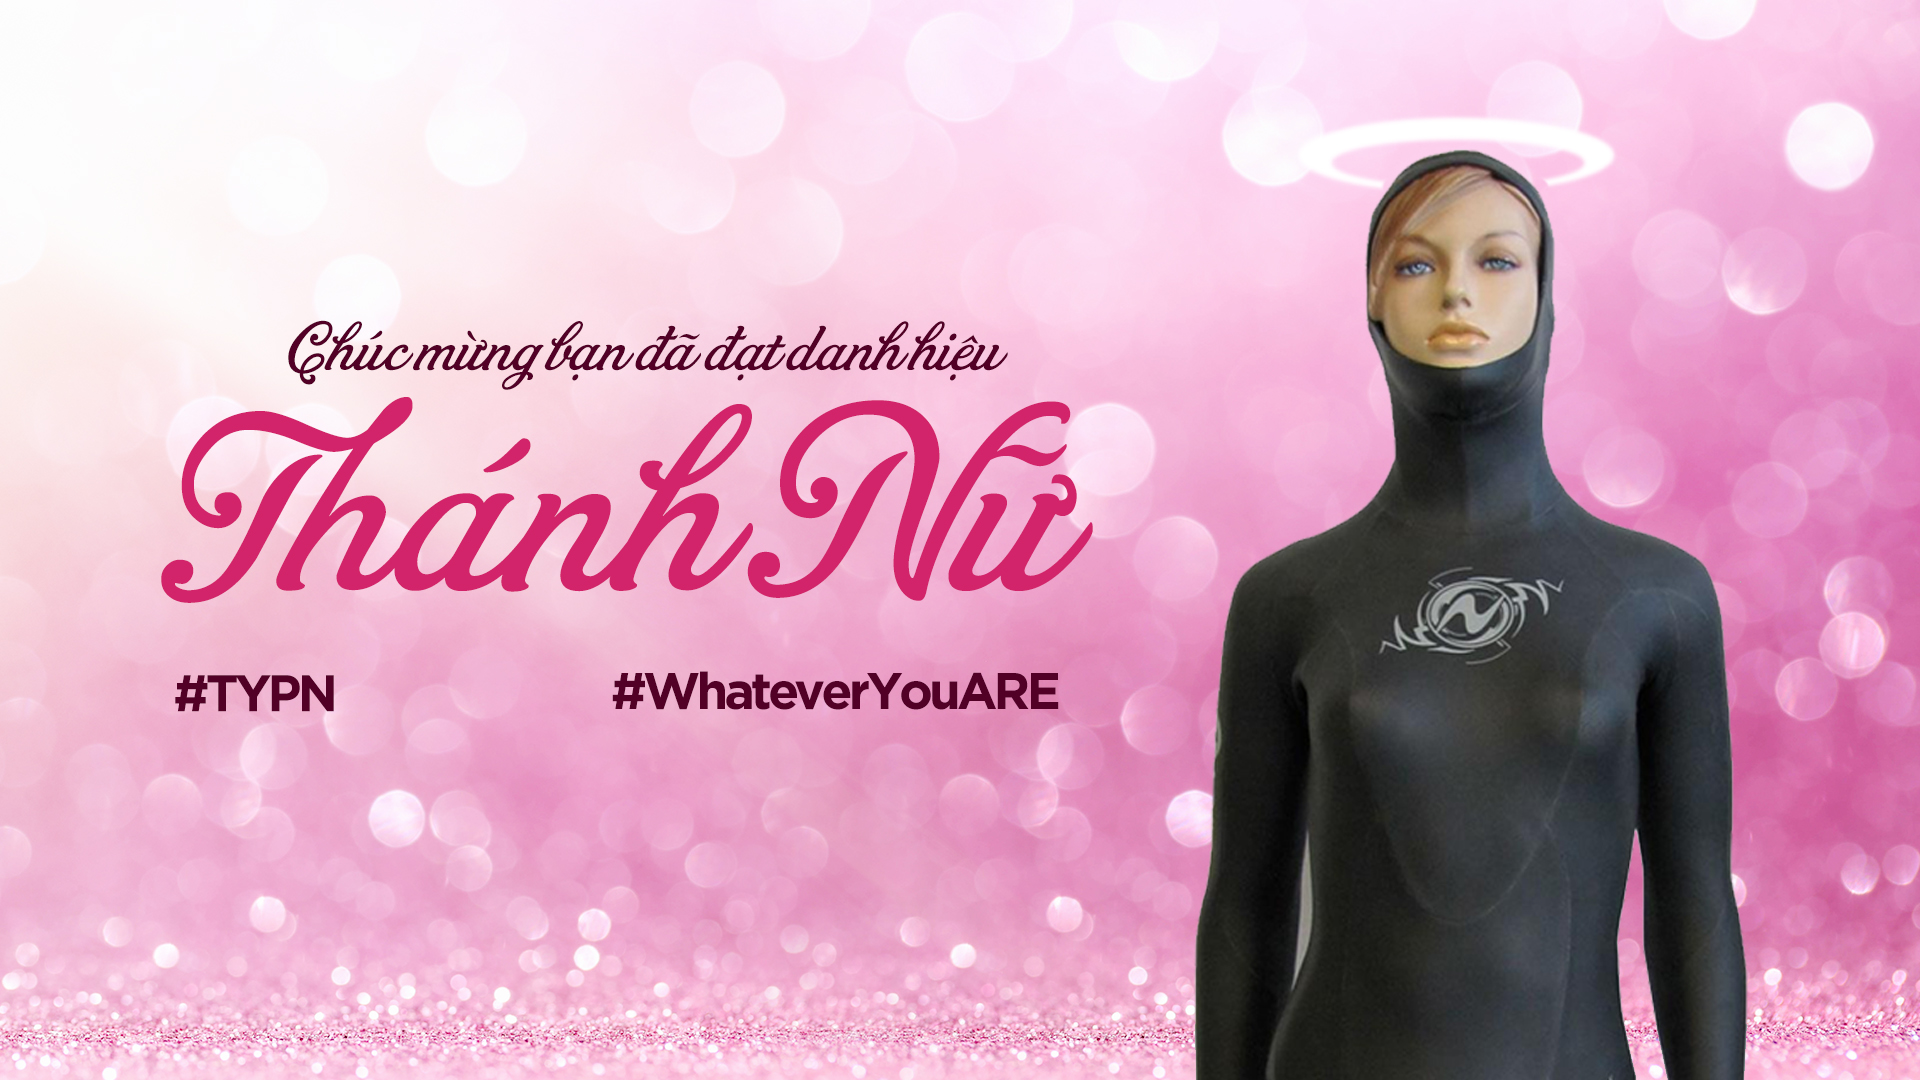 Chúc mừng bạn đã đạt danh hiệu
Thánh Nữ
#TYPN #WhateverYouARE